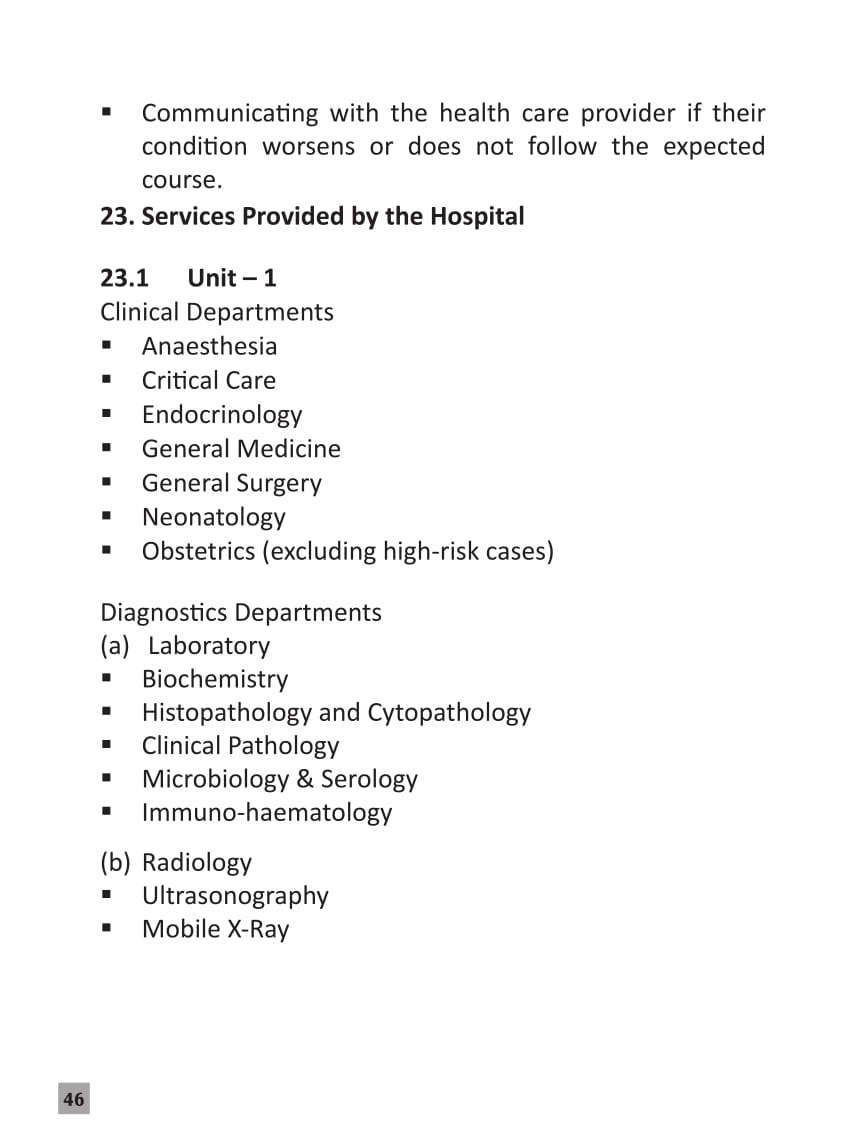 ▪ Communicating with the health care provider if their
condition worsens or does not follow the expected
course.
23. Services Provided by the Hospital
23.1 Unit – 1
Clinical Departments
▪ Anaesthesia
▪ Critical Care
▪ Endocrinology
▪ General Medicine
▪ General Surgery
▪ Neonatology
▪ Obstetrics (excluding high-risk cases)
Diagnostics Departments
(a) Laboratory
▪ Biochemistry
▪ Histopathology and Cytopathology
▪ Clinical Pathology
▪ Microbiology & Serology
▪ Immuno-haematology
(b) Radiology
▪ Ultrasonography
▪ Mobile X-Ray
46